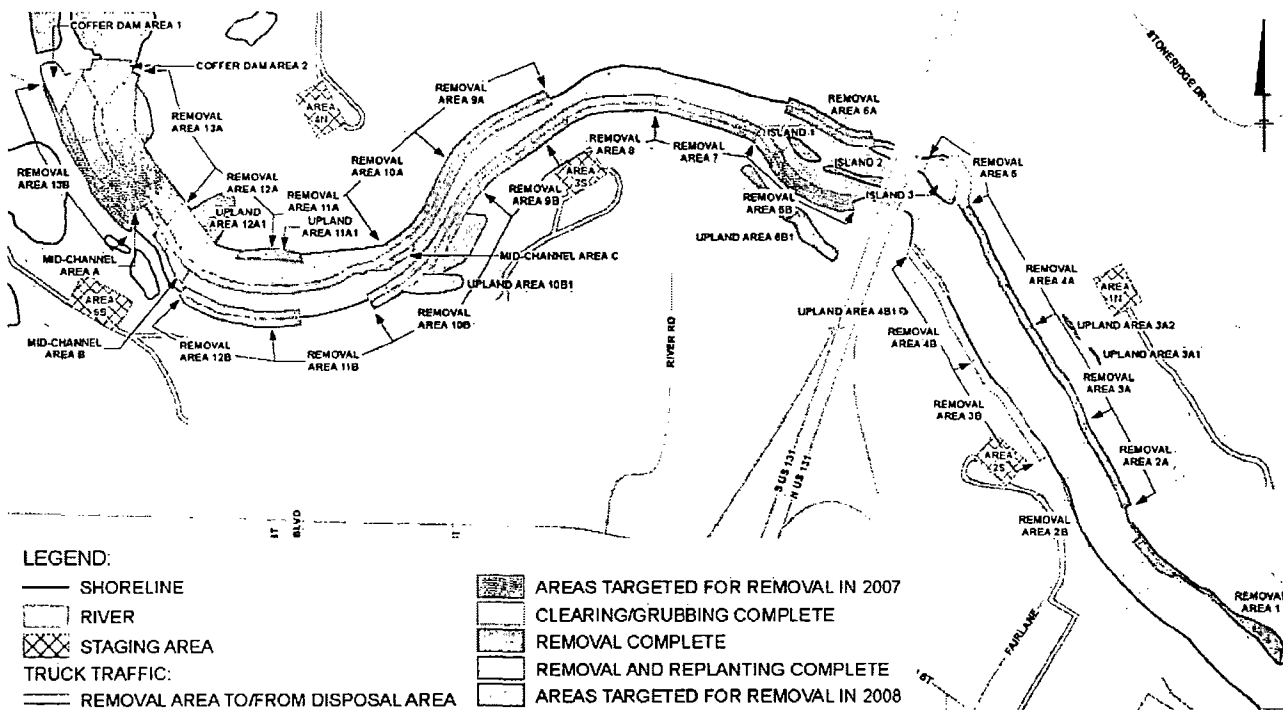 COFFER DAM AREA 1
COFFER DAM AREA 2
REMOVAL
AREA 13A
AREA
4N
REMOVAL
AREA 9A
REMOVAL
AREA 10A
REMOVAL
AREA 13B
REMOVAL
AREA 12A
UPLAND
AREA
12A1
REMOVAL
AREA 11A
UPLAND
AREA
11A1
MID-CHANNEL
AREA A
AREA
6S
MID-CHANNEL
AREA B
REMOVAL
AREA 12B
REMOVAL
AREA 11B
REMOVAL
AREA 10B
UPLAND AREA 10B1
MID-CHANNEL AREA C
REMOVAL
AREA
9B
AREA
3S
REMOVAL
AREA
8
REMOVAL
AREA
7
REMOVAL
AREA 6A
ISLAND 1
ISLAND 2
ISLAND 3
REMOVAL
AREA
6B
UPLAND AREA 6B1
REMOVAL
AREA
5
STONERIDGE DR
REMOVAL
AREA 4A
AREA
1N
UPLAND AREA 3A2
UPLAND AREA 3A1
UPLAND AREA 4B1
REMOVAL
AREA 4B
REMOVAL
AREA 3A
REMOVAL
AREA 3B
REMOVAL
AREA 2A
AREA
2S
REMOVAL
AREA 2B
REMOVAL
AREA 1
RIVER RD
S US 131
N US 131
FAIRLANE
ST
BLVD
LEGEND:
SHORELINE
RIVER
STAGING AREA
TRUCK TRAFFIC:
REMOVAL AREA TO/FROM DISPOSAL AREA
AREAS TARGETED FOR REMOVAL IN 2007
CLEARING/GRUBBING COMPLETE
REMOVAL COMPLETE
REMOVAL AND REPLANTING COMPLETE
AREAS TARGETED FOR REMOVAL IN 2008